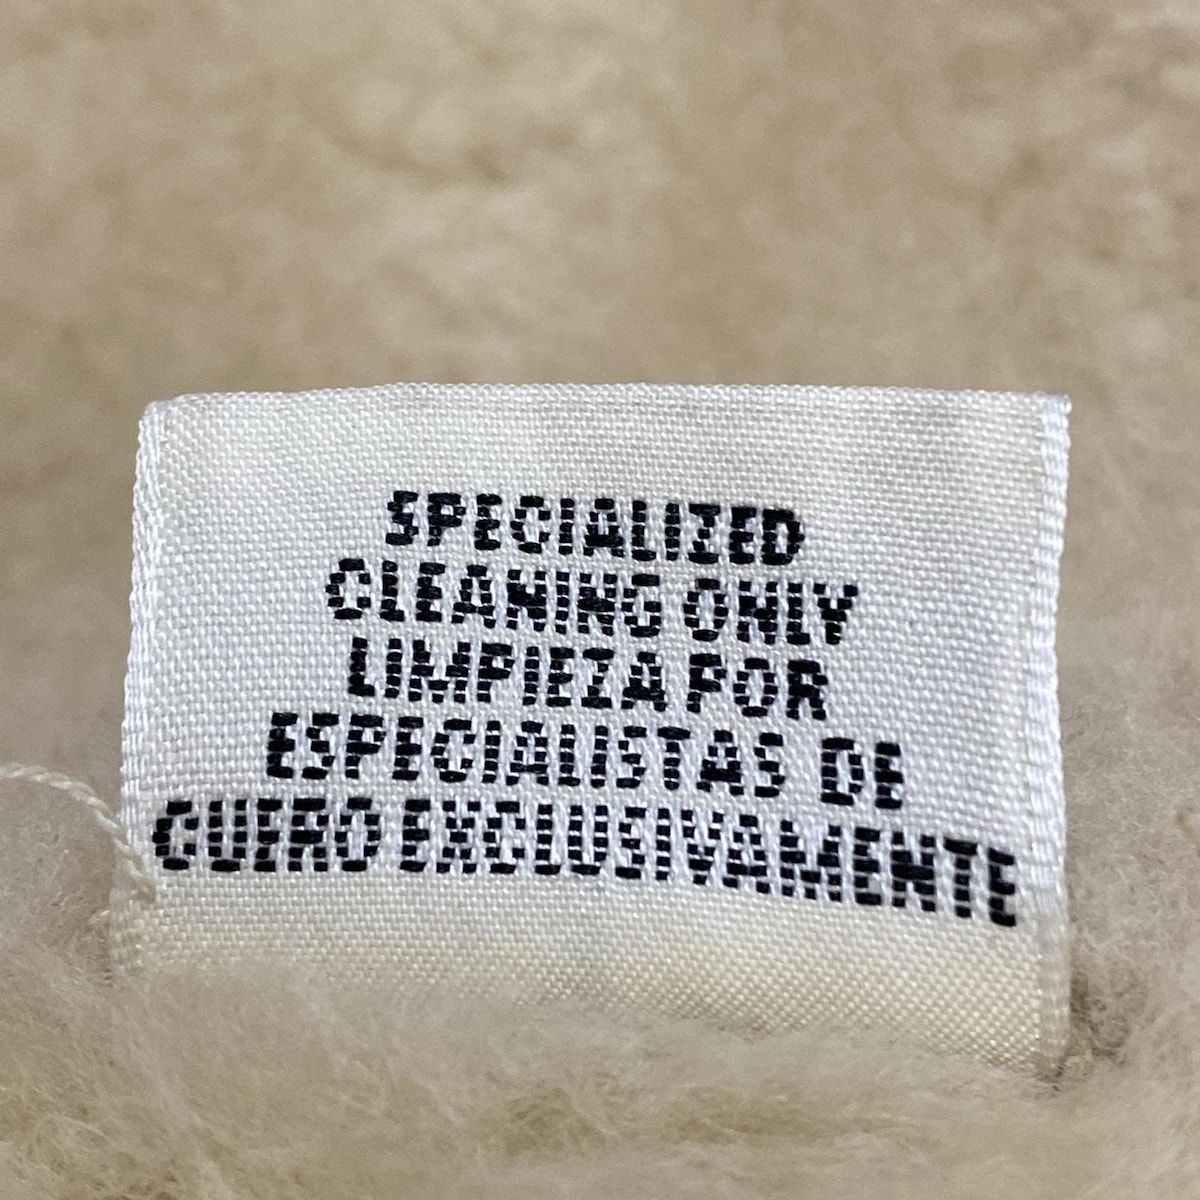 SPECIALIZED
CLEANING ONLY
LIMPIEZA POR
ESPECIALISTAS DE
CUERO EXCLUSIVAMENTE